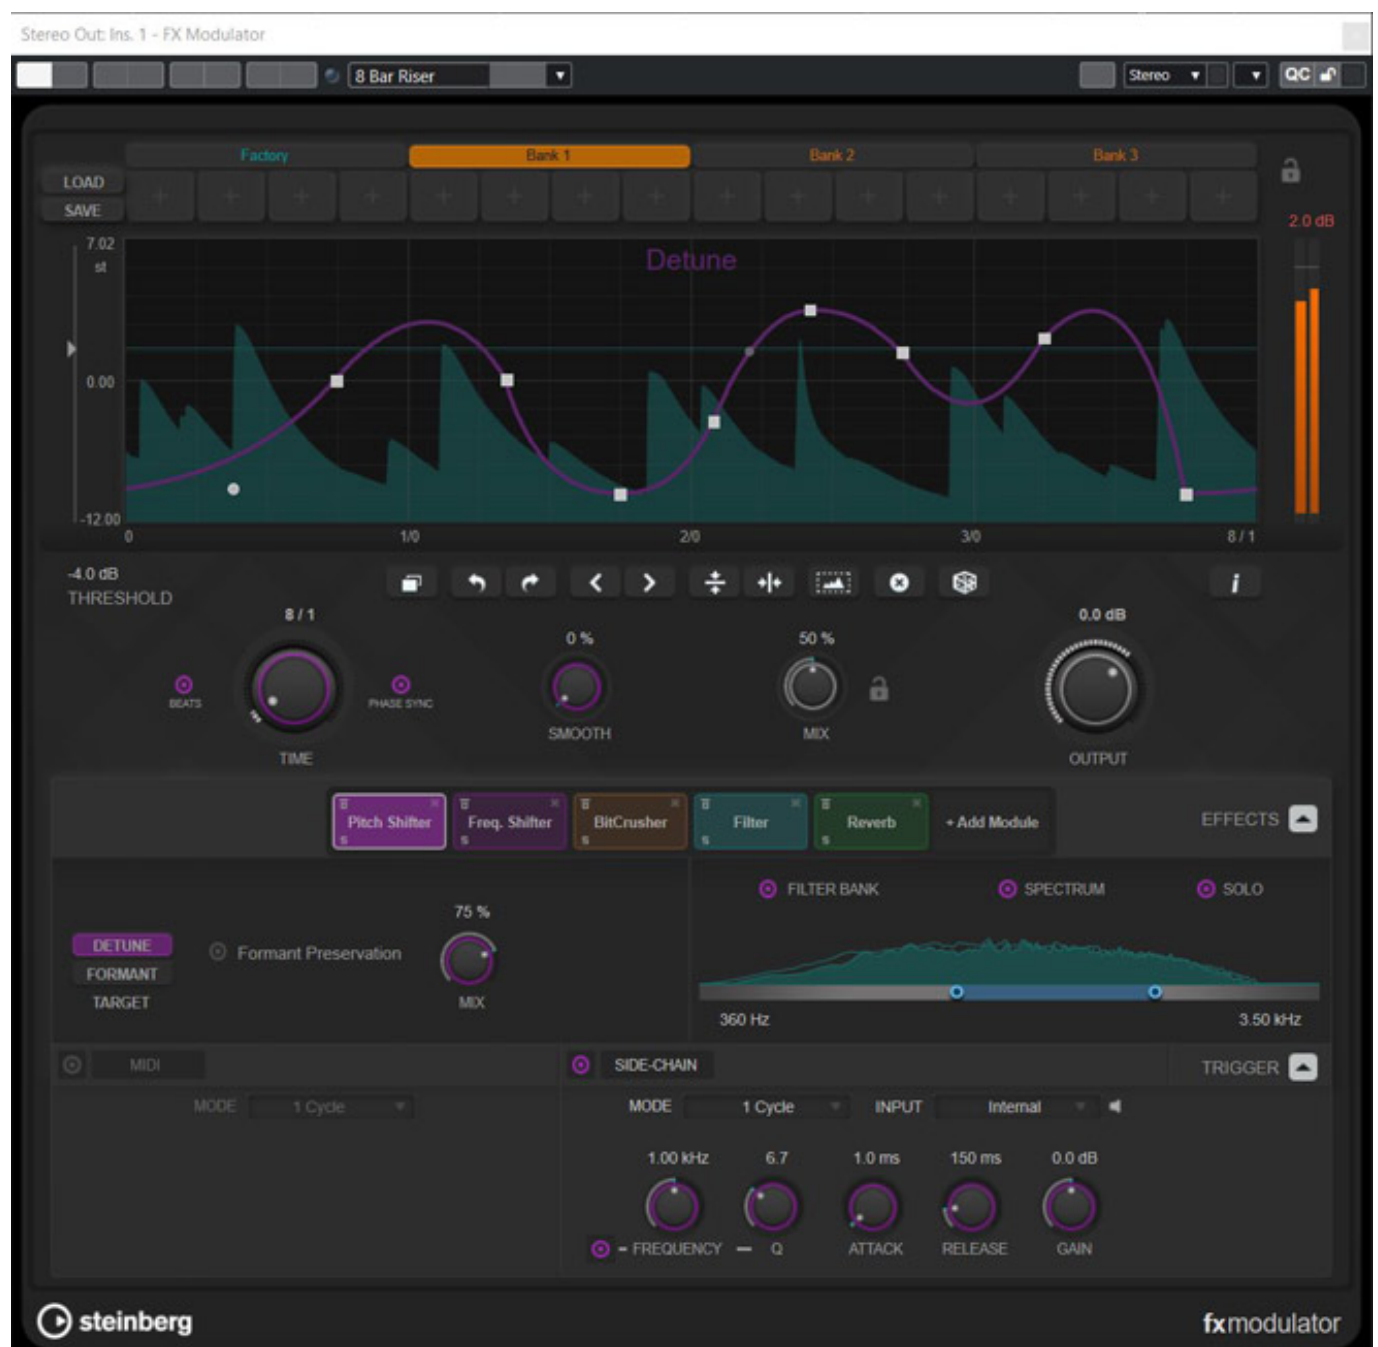 Stereo Out: Ins. 1 - FX Modulator
8 Bar Riser
Stereo
QC
Factory
Bank 1
Bank 2
Bank 3
LOAD
SAVE
2.0 dB
7.02
st
Detune
0.00
-12.00
0
1/0
2/0
3/0
8 / 1
-4.0 dB
THRESHOLD
i
8 / 1
0 %
50 %
0.0 dB
BEATS
PHASE SYNC
TIME
SMOOTH
MIX
OUTPUT
Pitch Shifter
S
Freq. Shifter
S
BitCrusher
S
Filter
S
Reverb
S
+ Add Module
EFFECTS
FILTER BANK
SPECTRUM
SOLO
75 %
DETUNE
FORMANT
TARGET
Formant Preservation
MIX
360 Hz
3.50 kHz
MIDI
SIDE-CHAIN
TRIGGER
MODE
1 Cycle
MODE
1 Cycle
INPUT
Internal
1.00 kHz
6.7
1.0 ms
150 ms
0.0 dB
FREQUENCY
Q
ATTACK
RELEASE
GAIN
steinberg
fxmodulator